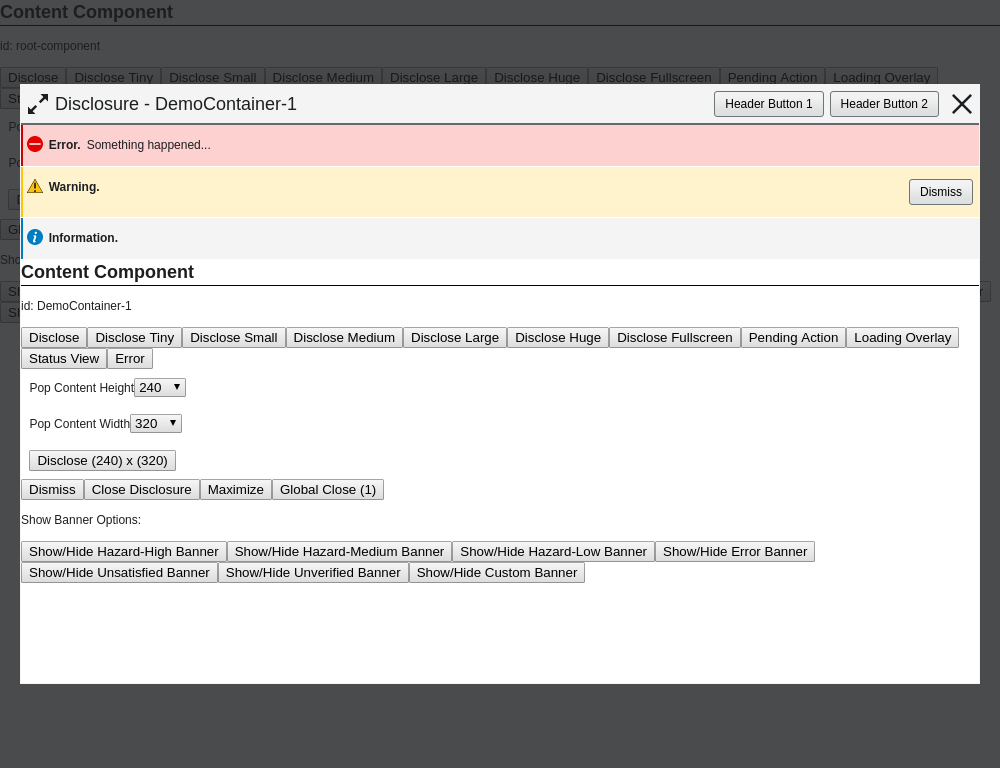 Content Component
id: root-component
Disclose Disclose Tiny Disclose Small Disclose Medium Disclose Large Disclose Huge Disclose Fullscreen Pending Action Loading Overlay
Disclosure - DemoContainer-1 Header Button 1 Header Button 2
Error. Something happened...
Warning. Dismiss
Information.
Content Component
id: DemoContainer-1
Disclose Disclose Tiny Disclose Small Disclose Medium Disclose Large Disclose Huge Disclose Fullscreen Pending Action Loading Overlay
Status View Error
Pop Content Height 240
Pop Content Width 320
Disclose (240) x (320)
Dismiss Close Disclosure Maximize Global Close (1)
Show Banner Options:
Show/Hide Hazard-High Banner Show/Hide Hazard-Medium Banner Show/Hide Hazard-Low Banner Show/Hide Error Banner
Show/Hide Unsatisfied Banner Show/Hide Unverified Banner Show/Hide Custom Banner